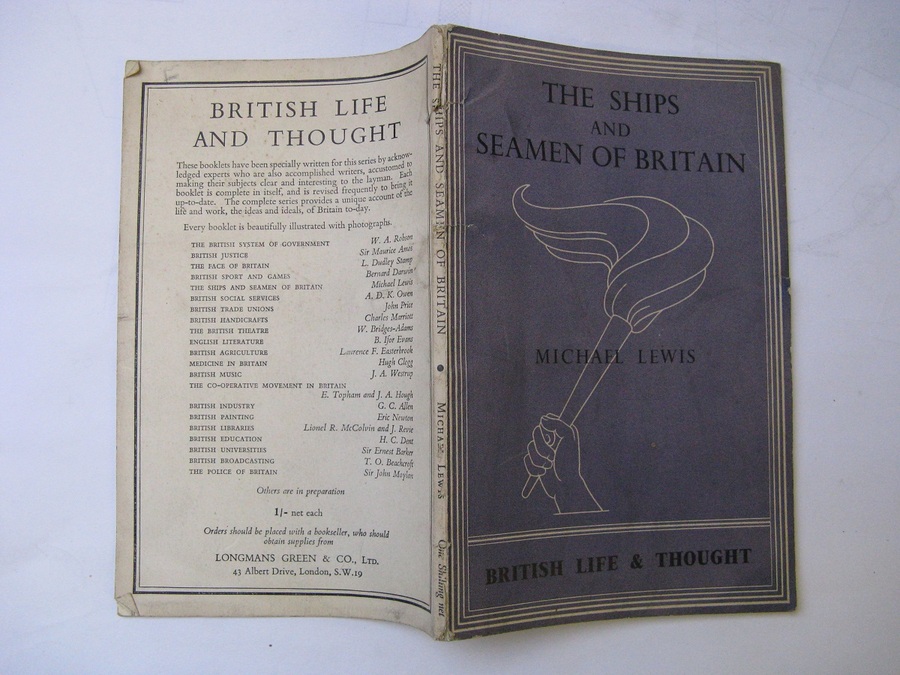 BRITISH LIFE
AND THOUGHT
These booklets have been specially written for this series by acknow-
ledged experts who are also accomplished writers, accustomed to
making their subjects clear and interesting to the layman. Each
booklet is complete in itself, and is revised frequently to bring it
up-to-date. The complete series provides a unique account of the
life and work, the ideas and ideals, of Britain to-day.
Every booklet is beautifully illustrated with photographs.
THE BRITISH SYSTEM OF GOVERNMENT W. A. Robson
BRITISH JUSTICE Sir Maurice Amos
THE FACE OF BRITAIN L. Dudley Stamp
BRITISH SPORT AND GAMES Bernard Darwin
THE SHIPS AND SEAMEN OF BRITAIN Michael Lewis
BRITISH SOCIAL SERVICES A. D. K. Owen
BRITISH TRADE UNIONS John Price
BRITISH HANDICRAFTS Charles Marriott
THE BRITISH THEATRE W. Bridges-Adams
ENGLISH LITERATURE B. Ifor Evans
BRITISH AGRICULTURE Laurence F. Easterbrook
MEDICINE IN BRITAIN Hugh Clegg
BRITISH MUSIC J. A. Westrup
THE CO-OPERATIVE MOVEMENT IN BRITAIN
E. Topham and J. A. Hough
BRITISH INDUSTRY G. C. Allen
BRITISH PAINTING Eric Newton
BRITISH LIBRARIES Lionel R. McColvin and J. Revie
BRITISH EDUCATION H. C. Dent
BRITISH UNIVERSITIES Sir Ernest Barker
BRITISH BROADCASTING T. O. Beachcroft
THE POLICE OF BRITAIN Sir John Moylan
Others are in preparation
1/- net each
Orders should be placed with a bookseller, who should
obtain supplies from
LONGMANS GREEN & CO., LTD.
43 Albert Drive, London, S.W.19
THE SHIPS AND SEAMEN OF BRITAIN • MICHAEL LEWIS One Shilling net
THE SHIPS
AND
SEAMEN OF BRITAIN
MICHAEL LEWIS
BRITISH LIFE & THOUGHT